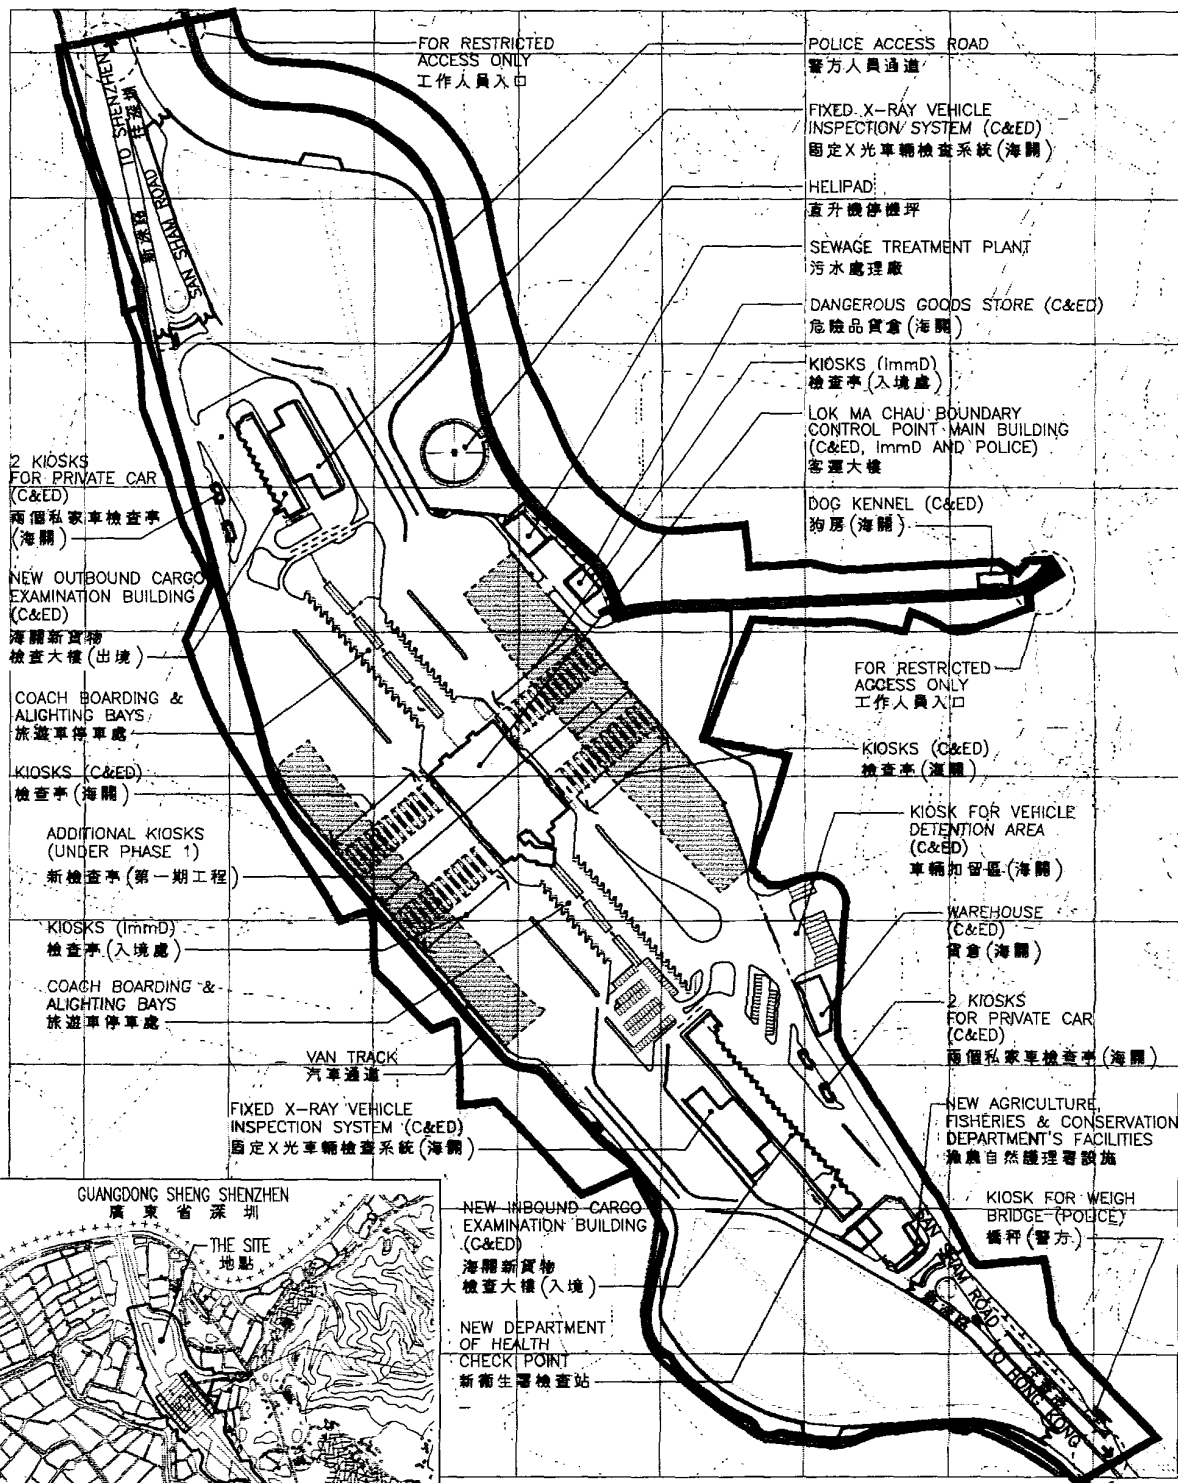 FOR RESTRICTED
ACCESS ONLY
工作人員入口
POLICE ACCESS ROAD
警方人員通道
FIXED X-RAY VEHICLE
INSPECTION SYSTEM (C&ED)
固定X光車輛檢查系統(海關)
HELIPAD
直升機停機坪
SEWAGE TREATMENT PLANT
污水處理廠
DANGEROUS GOODS STORE (C&ED)
危險品貨倉(海關)
KIOSKS (ImmD)
檢查亭(入境處)
LOK MA CHAU BOUNDARY
CONTROL POINT MAIN BUILDING
(C&ED, ImmD AND POLICE)
客運大樓
DOG KENNEL (C&ED)
狗房(海關)
FOR RESTRICTED
ACCESS ONLY
工作人員入口
KIOSKS (C&ED)
檢查亭(海關)
KIOSK FOR VEHICLE
DETENTION AREA
(C&ED)
車輛扣留區(海關)
WAREHOUSE
(C&ED)
貨倉(海關)
2 KIOSKS
FOR PRIVATE CAR
(C&ED)
兩個私家車檢查亭(海關)
NEW AGRICULTURE,
FISHERIES & CONSERVATION
DEPARTMENT'S FACILITIES
漁農自然護理署設施
KIOSK FOR WEIGH
BRIDGE (POLICE)
橋秤(警方)
SAN SHAM ROAD TO SHENZHEN
新深路
往深圳
2 KIOSKS
FOR PRIVATE CAR
(C&ED)
兩個私家車檢查亭
(海關)
NEW OUTBOUND CARGO
EXAMINATION BUILDING
(C&ED)
海關新貨物
檢查大樓(出境)
COACH BOARDING &
ALIGHTING BAYS
旅遊車停車處
KIOSKS (C&ED)
檢查亭(海關)
ADDITIONAL KIOSKS
(UNDER PHASE 1)
新檢查亭(第一期工程)
KIOSKS (ImmD)
檢查亭(入境處)
COACH BOARDING &
ALIGHTING BAYS
旅遊車停車處
VAN TRACK
汽車通道
FIXED X-RAY VEHICLE
INSPECTION SYSTEM (C&ED)
固定X光車輛檢查系統(海關)
NEW INBOUND CARGO
EXAMINATION BUILDING
(C&ED)
海關新貨物
檢查大樓(入境)
NEW DEPARTMENT
OF HEALTH
CHECK POINT
新衞生署檢查站
SAN SHAM ROAD TO HONG KONG
新深路
GUANGDONG SHENG SHENZHEN
廣東省深圳
THE SITE
地點